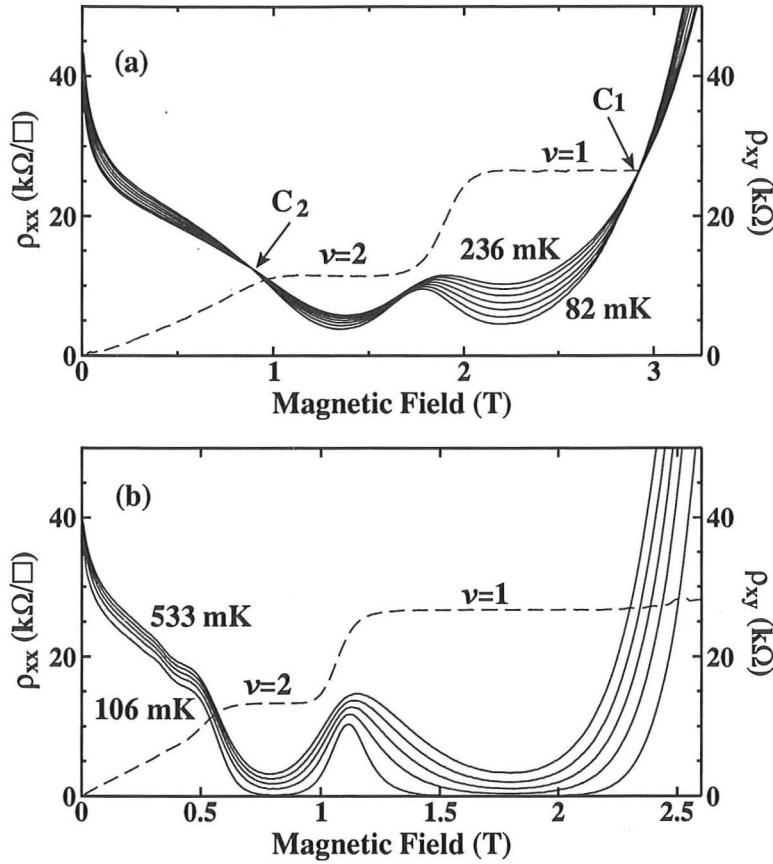 (a)
40
20
0
ρxx (kΩ/□)
C2
ν=2
ν=1
C1
236 mK
82 mK
40
20
0
ρxy (kΩ)
0
1
2
3
Magnetic Field (T)
(b)
40
20
0
ρxx (kΩ/□)
533 mK
106 mK
ν=2
ν=1
40
20
0
ρxy (kΩ)
0
0.5
1
1.5
2
2.5
Magnetic Field (T)